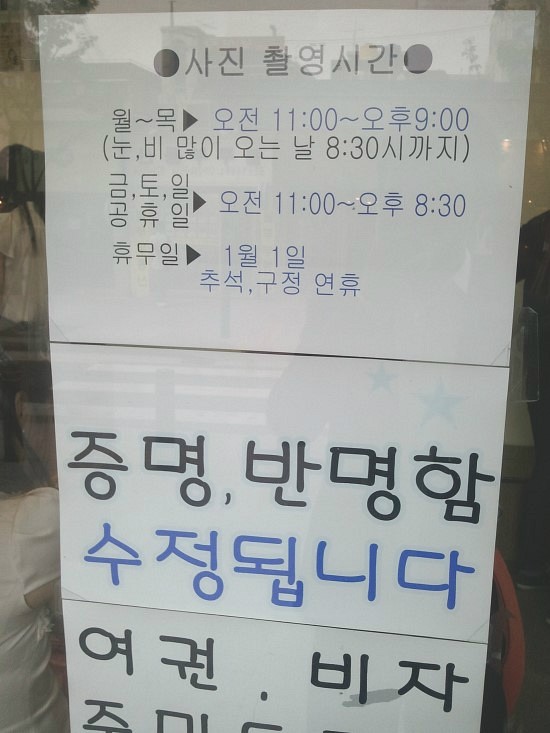 ●사진 촬영시간●
월~목▶ 오전 11:00~오후9:00
(눈,비 많이 오는 날 8:30시까지)
금,토,일
공 휴 일 ▶ 오전 11:00~오후 8:30
휴무일▶ 1월 1일
추석,구정 연휴
증명,반명함
수정됩니다
여권 . 비자